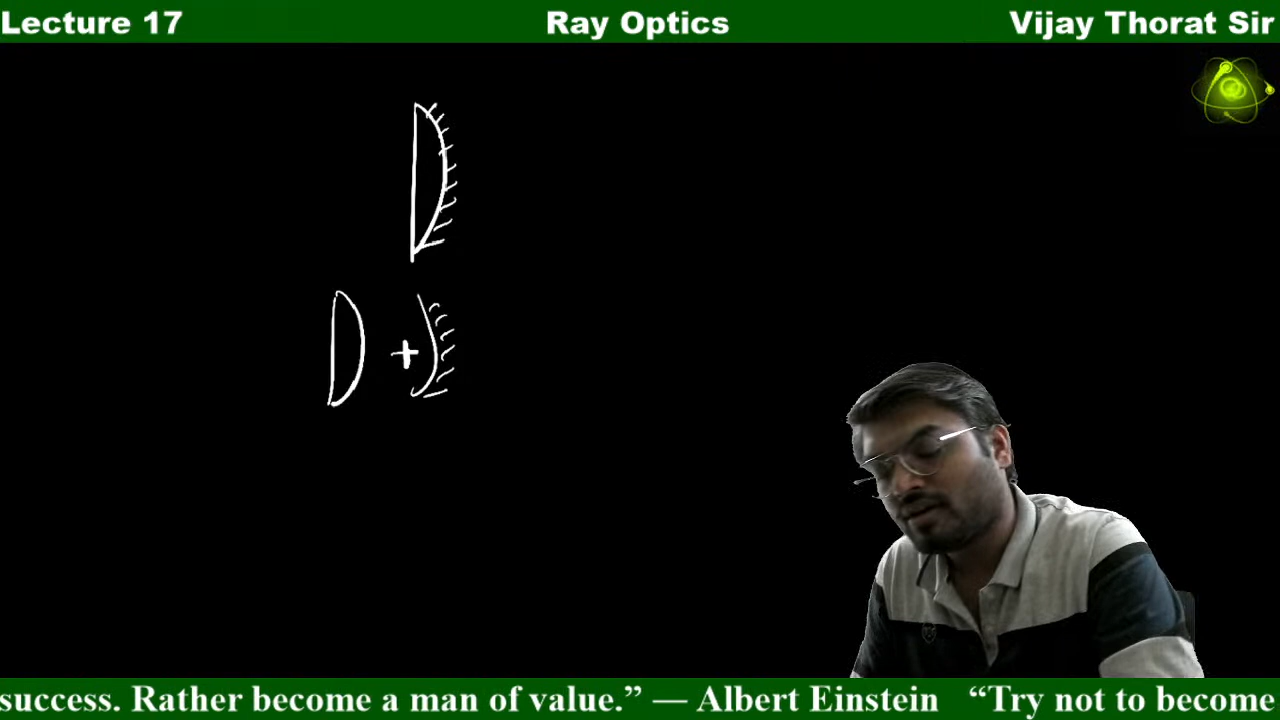 Lecture 17 Ray Optics Vijay Thorat Sir
+
success. Rather become a man of value.” — Albert Einstein “Try not to become